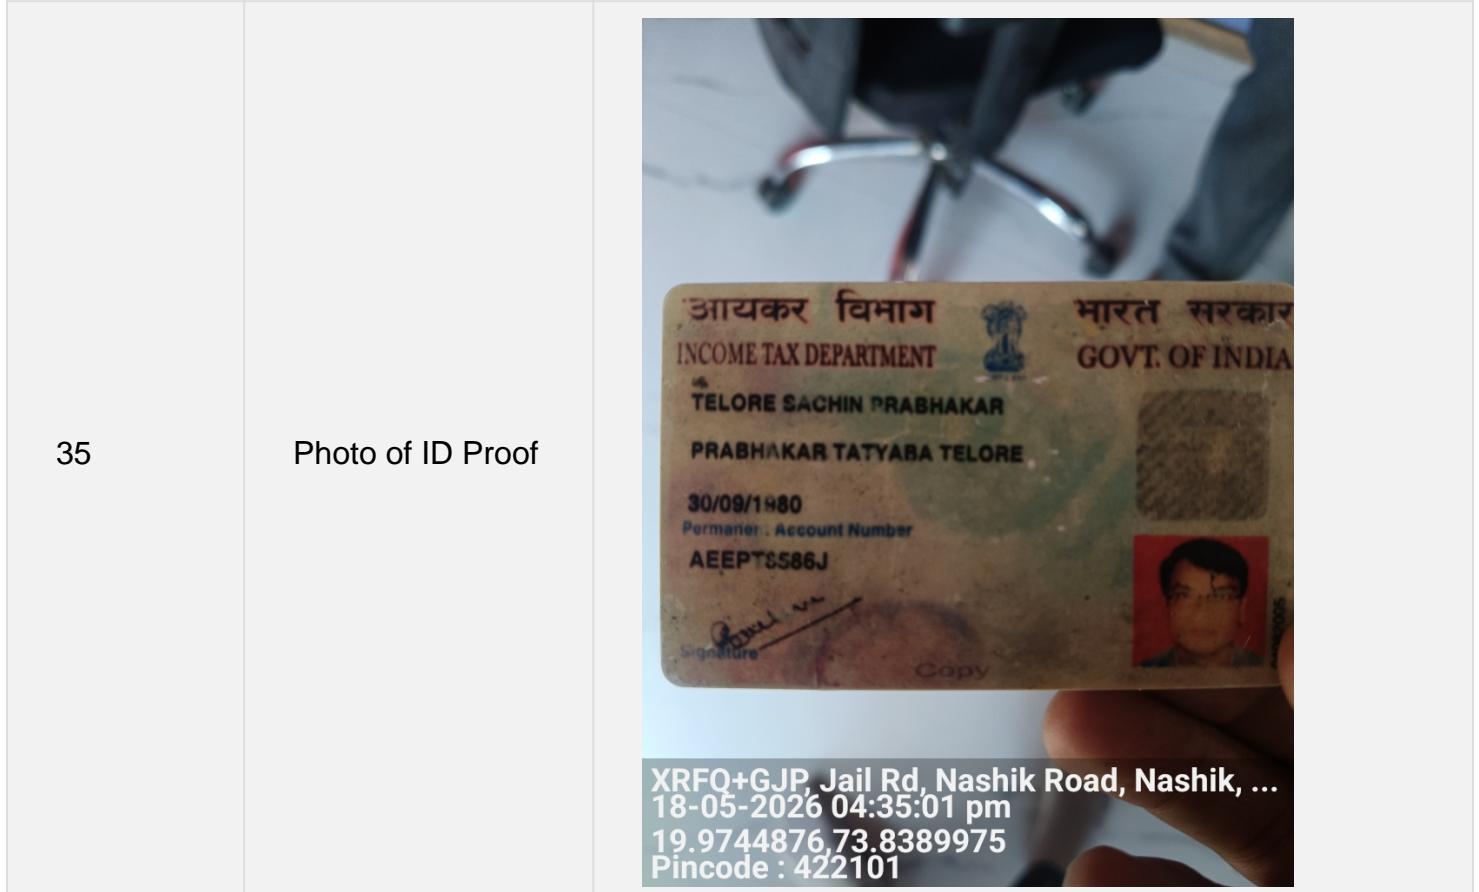 35
Photo of ID Proof
आयकर विभाग
भारत सरकार
INCOME TAX DEPARTMENT
GOVT. OF INDIA
TELORE SACHIN PRABHAKAR
PRABHAKAR TATYABA TELORE
30/09/1980
Permanent Account Number
AEEPT8586J
Signature
Copy
XRFQ+GJP, Jail Rd, Nashik Road, Nashik, ...
18-05-2026 04:35:01 pm
19.9744876,73.8389975
Pincode : 422101